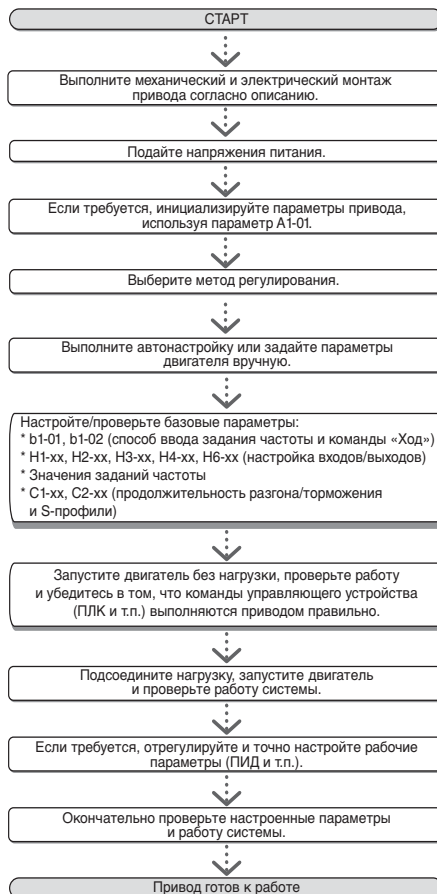 СТАРТ
Выполните механический и электрический монтаж
привода согласно описанию.
Подайте напряжения питания.
Если требуется, инициализируйте параметры привода,
используя параметр A1-01.
Выберите метод регулирования.
Выполните автонастройку или задайте параметры
двигателя вручную.
Настройте/проверьте базовые параметры:
* b1-01, b1-02 (способ ввода задания частоты и команды «Ход»)
* H1-xx, H2-xx, H3-xx, H4-xx, H6-xx (настройка входов/выходов)
* Значения заданий частоты
* C1-xx, C2-xx (продолжительность разгона/торможения
и S-профили)
Запустите двигатель без нагрузки, проверьте работу
и убедитесь в том, что команды управляющего устройства
(ПЛК и т.п.) выполняются приводом правильно.
Подсоедините нагрузку, запустите двигатель
и проверьте работу системы.
Если требуется, отрегулируйте и точно настройте рабочие
параметры (ПИД и т.п.).
Окончательно проверьте настроенные параметры
и работу системы.
Привод готов к работе